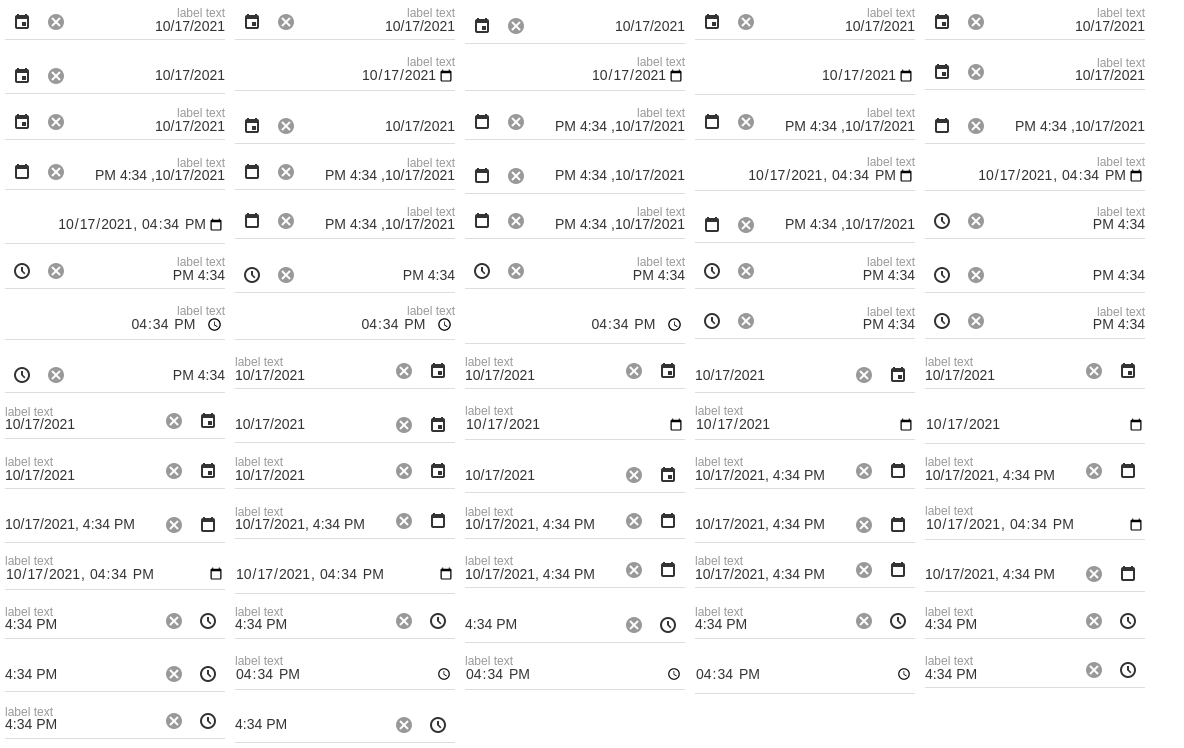 label text
10/17/2021
label text
10/17/2021
10/17/2021
label text
10/17/2021
label text
10/17/2021
10/17/2021
label text
10/17/2021
label text
10/17/2021
10/17/2021
label text
10/17/2021
label text
10/17/2021
10/17/2021
label text
PM 4:34 ,10/17/2021
label text
PM 4:34 ,10/17/2021
PM 4:34 ,10/17/2021
label text
PM 4:34 ,10/17/2021
label text
PM 4:34 ,10/17/2021
PM 4:34 ,10/17/2021
label text
10/17/2021, 04:34 PM
label text
10/17/2021, 04:34 PM
10/17/2021, 04:34 PM
label text
PM 4:34 ,10/17/2021
label text
PM 4:34 ,10/17/2021
PM 4:34 ,10/17/2021
label text
PM 4:34
label text
PM 4:34
PM 4:34
label text
PM 4:34
label text
PM 4:34
PM 4:34
label text
04:34 PM
label text
04:34 PM
04:34 PM
label text
PM 4:34
label text
PM 4:34
PM 4:34
label text
10/17/2021
label text
10/17/2021
10/17/2021
label text
10/17/2021
label text
10/17/2021
10/17/2021
label text
10/17/2021
label text
10/17/2021
10/17/2021
label text
10/17/2021
label text
10/17/2021
10/17/2021
label text
10/17/2021, 4:34 PM
label text
10/17/2021, 4:34 PM
10/17/2021, 4:34 PM
label text
10/17/2021, 4:34 PM
label text
10/17/2021, 4:34 PM
10/17/2021, 4:34 PM
label text
10/17/2021, 04:34 PM
label text
10/17/2021, 04:34 PM
10/17/2021, 04:34 PM
label text
10/17/2021, 4:34 PM
label text
10/17/2021, 4:34 PM
10/17/2021, 4:34 PM
label text
4:34 PM
label text
4:34 PM
4:34 PM
label text
4:34 PM
label text
4:34 PM
4:34 PM
label text
04:34 PM
label text
04:34 PM
04:34 PM
label text
4:34 PM
label text
4:34 PM
4:34 PM